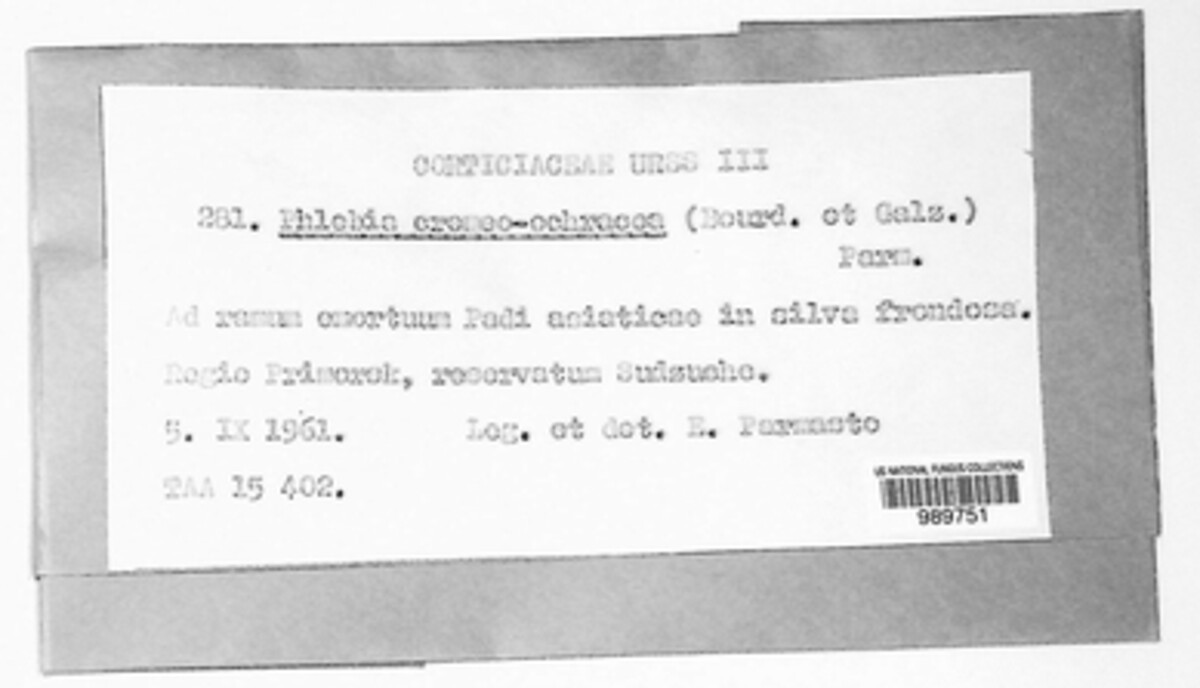 CORTICIACEAE URSS III
281. Phlebia cremeo-ochracea (Bourd. et Galz.)
Parm.
Ad ramum emortuum Padi asiaticae in silva frondosa.
Regio Primorsk, reservatum Sudzuche.
5. IX 1961. Leg. et det. E. Parmasto
TAA 15 402.
US NATIONAL FUNGUS COLLECTIONS
989751